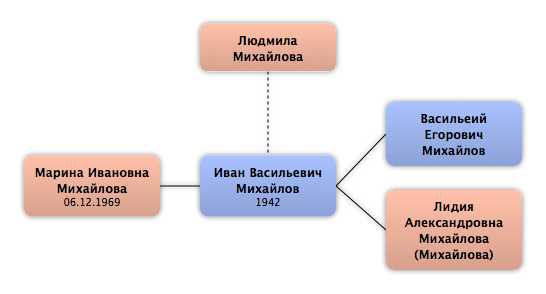 Людмила
Михайлова
Марина Ивановна
Михайлова
06.12.1969
Иван Васильевич
Михайлов
1942
Васильеий
Егорович
Михайлов
Лидия
Александровна
Михайлова
(Михайлова)